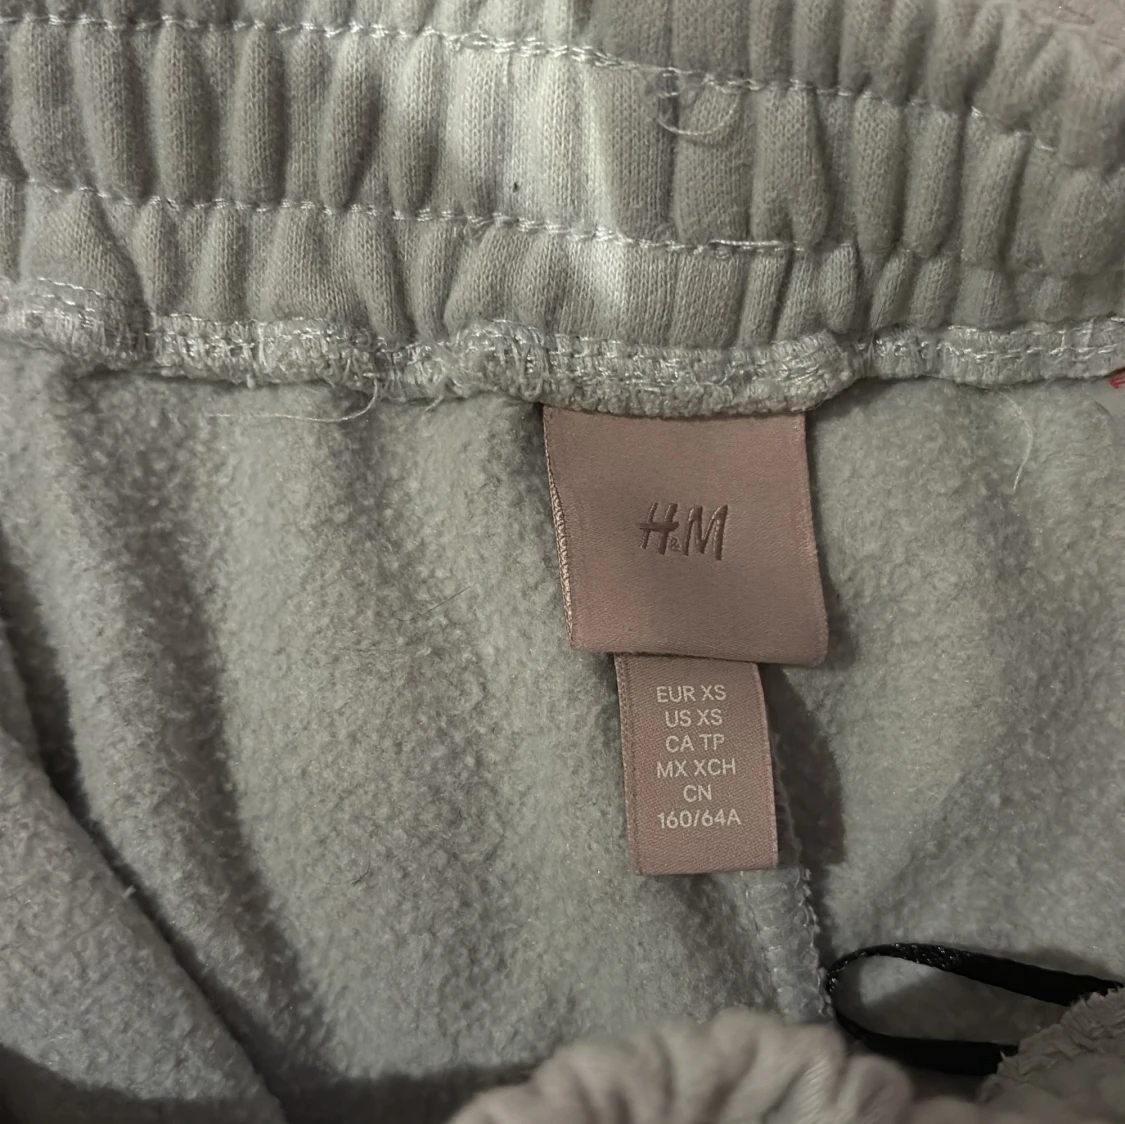 H&M
EUR XS
US XS
CA TP
MX XCH
CN
160/64A